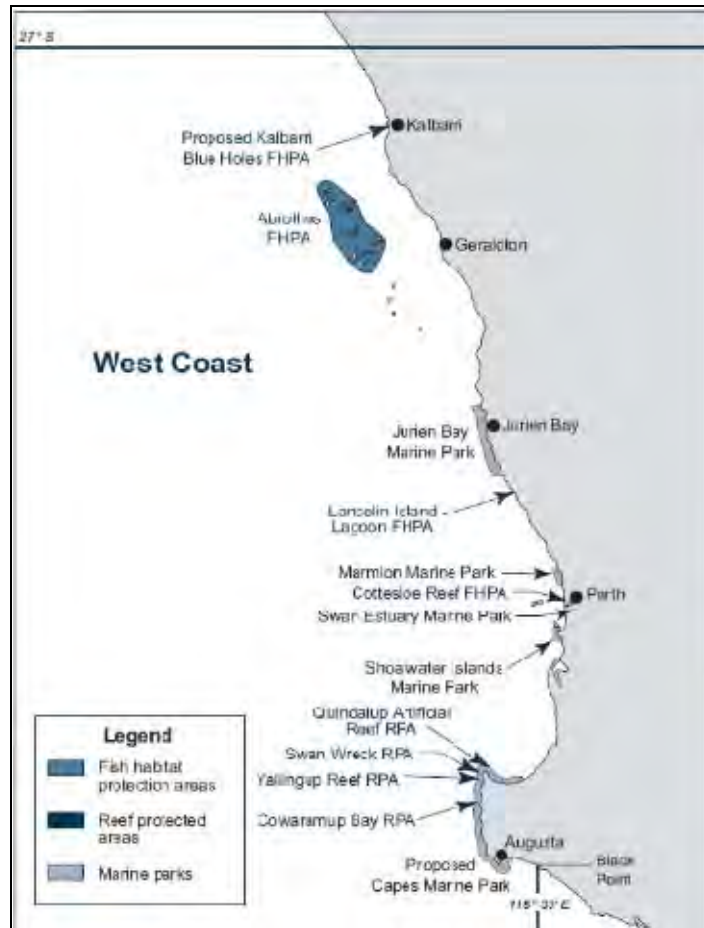 27° S
Kalbarri
Proposed Kalbarri
Blue Holes FHPA
Abrolhos
FHPA
Geraldton
West Coast
Jurien Bay
Jurien Bay
Marine Park
Lancelin Island
Lagoon FHPA
Marmion Marine Park
Cottesloe Reef FHPA
Perth
Swan Estuary Marine Park
Shoalwater Islands
Marine Park
Quindalup Artificial
Reef RPA
Swan Wreck RPA
Yallingup Reef RPA
Cowaramup Bay RPA
Augusta
Black
Point
Proposed
Capes Marine Park
Legend
Fish habitat
protection areas
Reef protected
areas
Marine parks